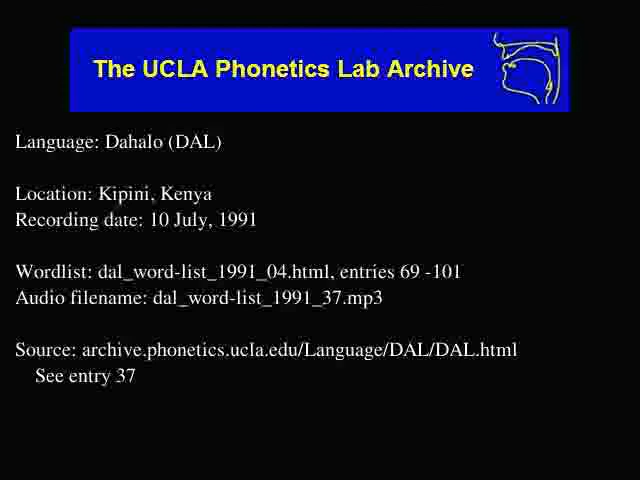 The UCLA Phonetics Lab Archive
Language: Dahalo (DAL)
Location: Kipini, Kenya
Recording date: 10 July, 1991
Wordlist: dal_word-list_1991_04.html, entries 69 -101
Audio filename: dal_word-list_1991_37.mp3
Source: archive.phonetics.ucla.edu/Language/DAL/DAL.html
See entry 37